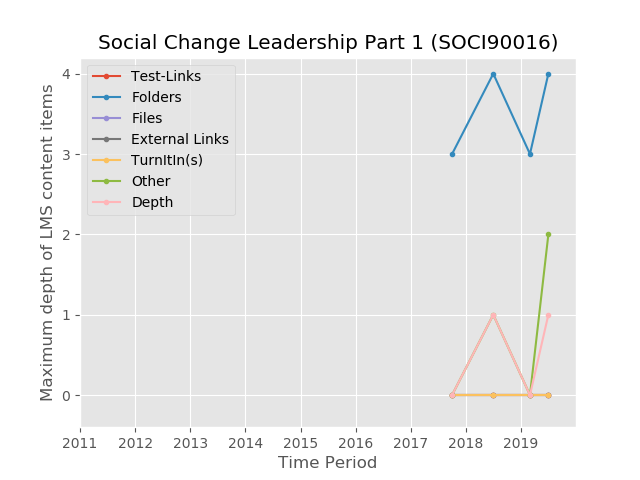 Social Change Leadership Part 1 (SOCI90016)
Maximum depth of LMS content items
4
3
2
1
0
Test-Links
Folders
Files
External Links
TurnItIn(s)
Other
Depth
2011 2012 2013 2014 2015 2016 2017 2018 2019
Time Period